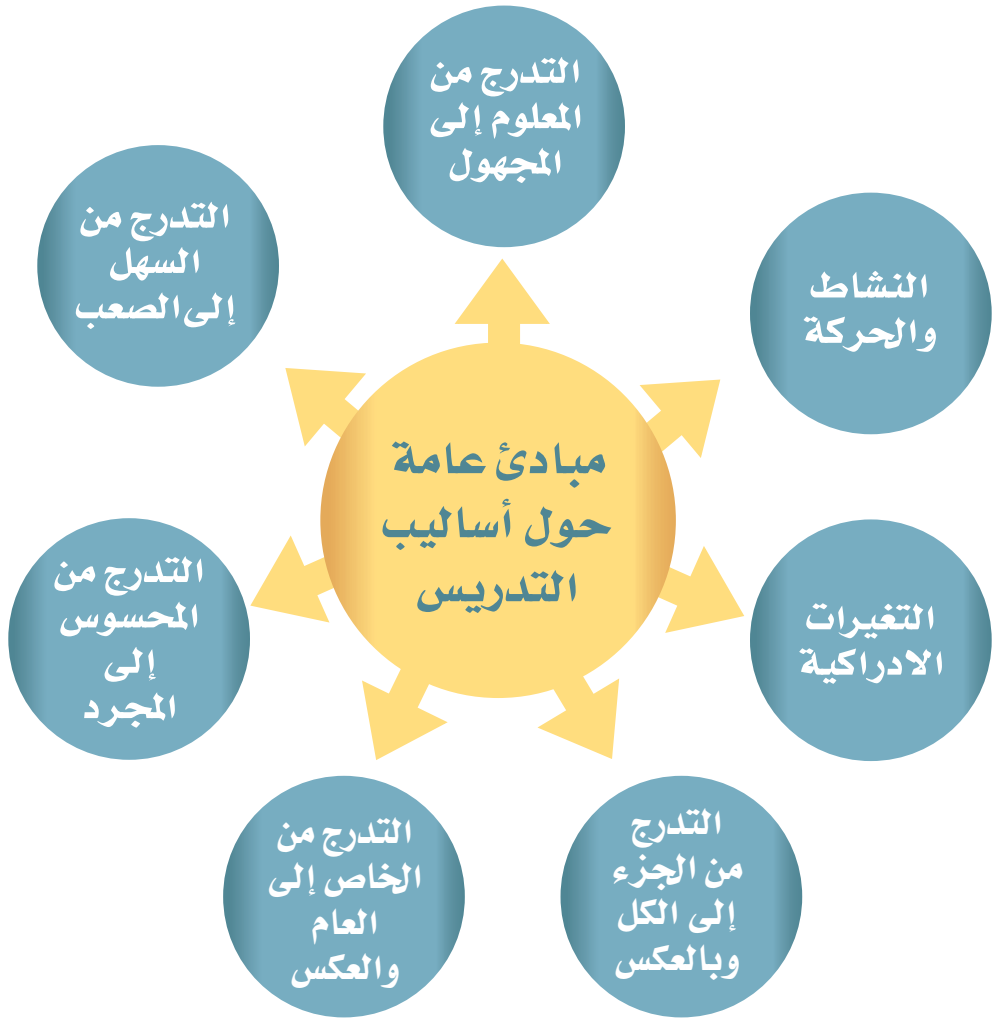 مبادئ عامة
حول أساليب
التدريس
التدرج من
المعلوم إلى
المجهول
النشاط
والحركة
التغيرات
الادراكية
التدرج
من الجزء
إلى الكل
وبالعكس
التدرج من
الخاص إلى
العام
والعكس
التدرج من
المحسوس
إلى
المجرد
التدرج من
السهل
إلى الصعب